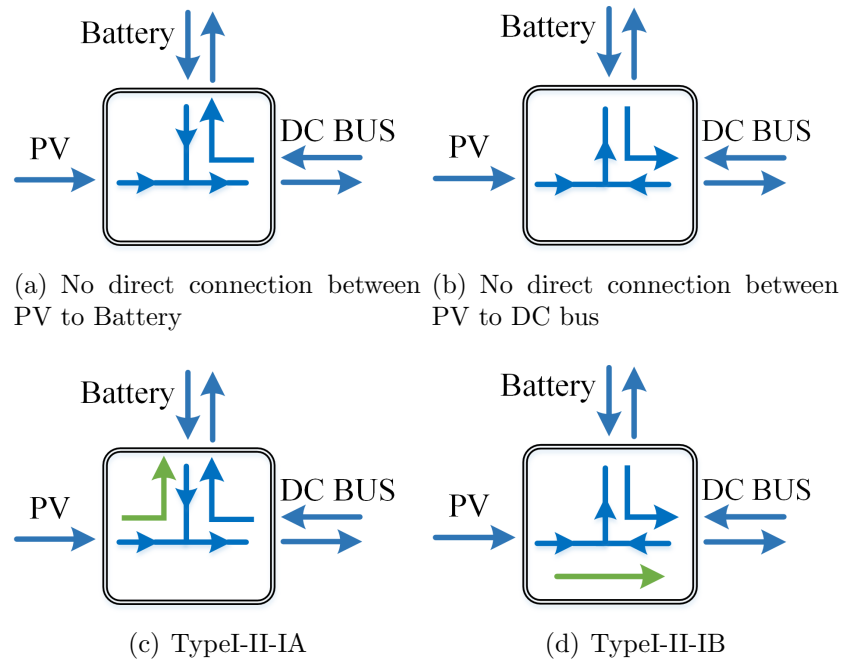 Battery
PV
DC BUS
Battery
PV
DC BUS
(a) No direct connection between
PV to Battery
(b) No direct connection between
PV to DC bus
Battery
PV
DC BUS
Battery
PV
DC BUS
(c) TypeI-II-IA
(d) TypeI-II-IB